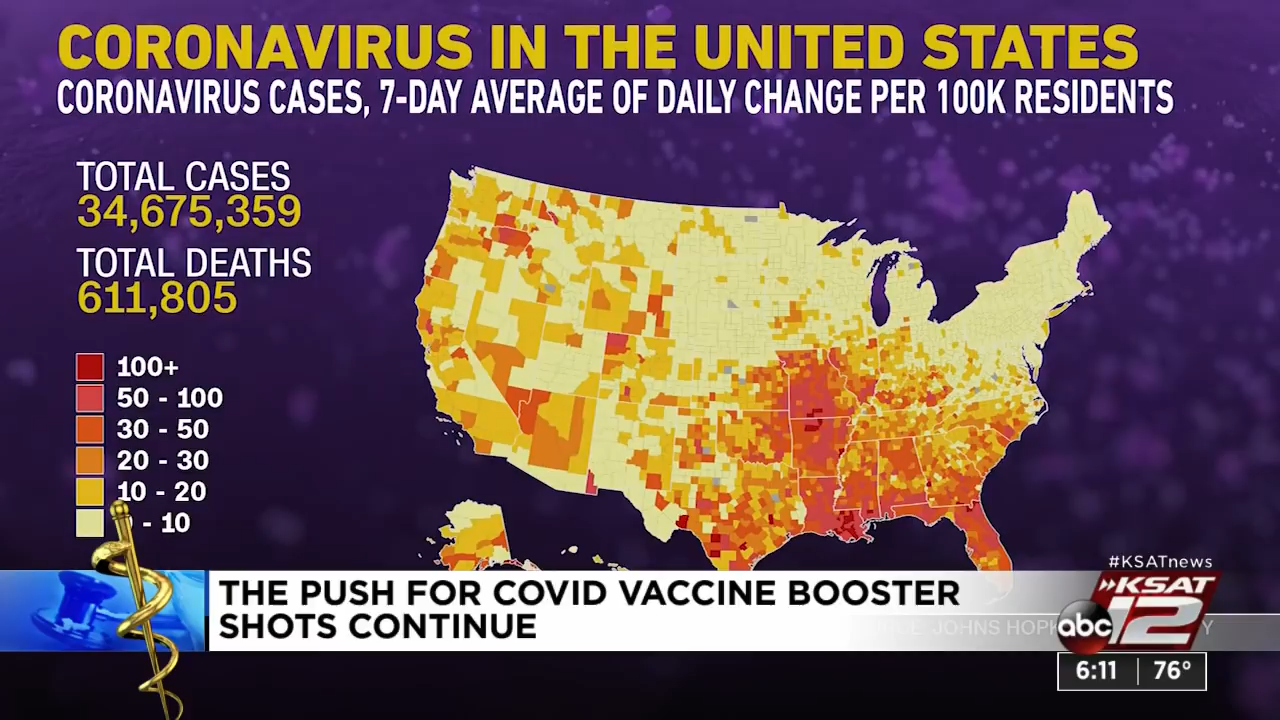 CORONAVIRUS IN THE UNITED STATES
CORONAVIRUS CASES, 7-DAY AVERAGE OF DAILY CHANGE PER 100K RESIDENTS
TOTAL CASES
34,675,359
TOTAL DEATHS
611,805
100+
50 - 100
30 - 50
20 - 30
10 - 20
- 10
#KSATnews
THE PUSH FOR COVID VACCINE BOOSTER
SHOTS CONTINUE
JOHNS
abc
KSAT
12
6:11
76°